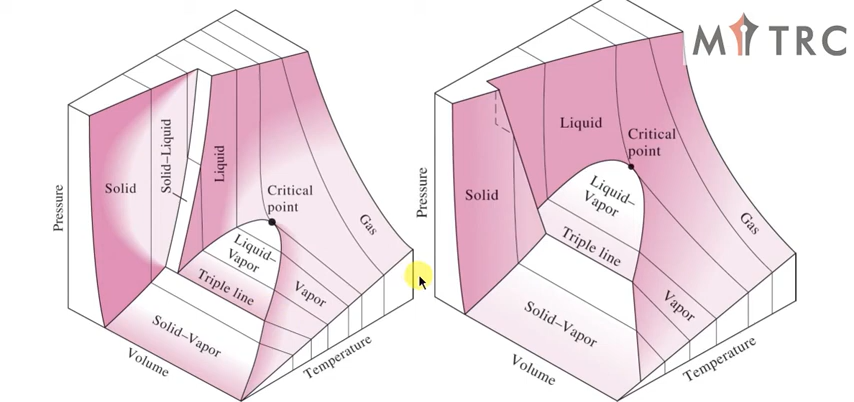 MITRC
Pressure
Solid
Solid–Liquid
Liquid
Critical
point
Gas
Liquid–
Vapor
Triple line
Vapor
Solid–Vapor
Volume
Temperature
Pressure
Solid
Liquid
Critical
point
Liquid–
Vapor
Gas
Triple line
Vapor
Solid–Vapor
Volume
Temperature